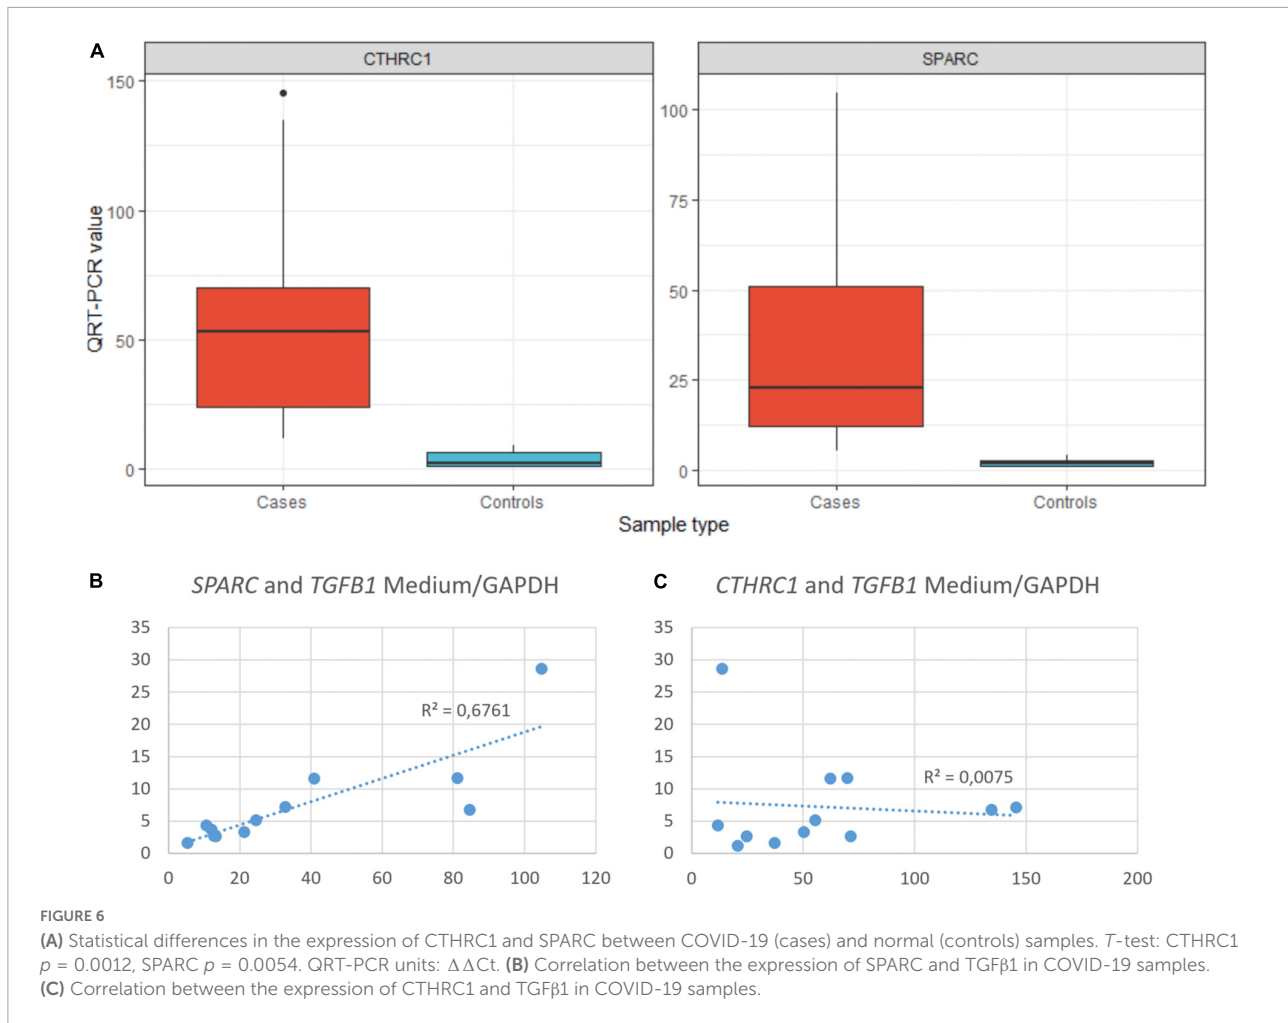 (A)
CTHRC1
SPARC
QRT-PCR value
150
100
50
0
100
75
50
25
0
Cases
Controls
Cases
Controls
Sample type
B
SPARC and TGFB1 Medium/GAPDH
35
30
25
20
15
10
5
0
R² = 0,6761
0 20 40 60 80 100 120
C
CTHRC1 and TGFB1 Medium/GAPDH
35
30
25
20
15
10
5
0
R² = 0,0075
0 50 100 150 200
FIGURE 6
(A) Statistical differences in the expression of CTHRC1 and SPARC between COVID-19 (cases) and normal (controls) samples. T-test: CTHRC1
p = 0.0012, SPARC p = 0.0054. QRT-PCR units: ΔΔCt. (B) Correlation between the expression of SPARC and TGFβ1 in COVID-19 samples.
(C) Correlation between the expression of CTHRC1 and TGFβ1 in COVID-19 samples.